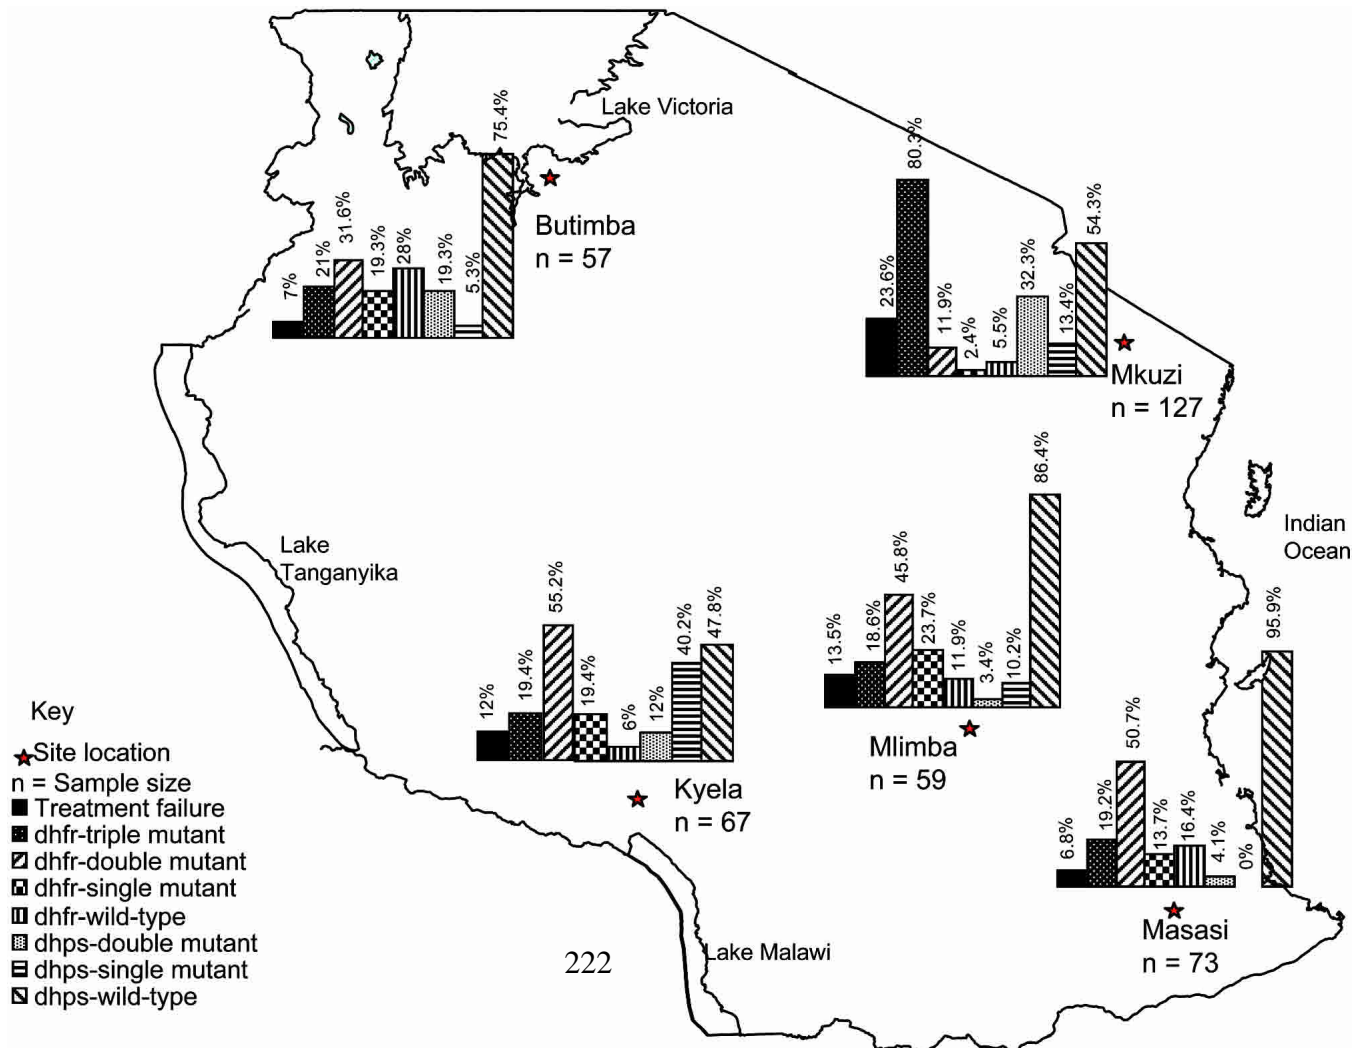 Lake Victoria
75.4%
7%
21%
31.6%
19.3%
28%
19.3%
5.3%
Butimba
n = 57
23.6%
80.3%
11.9%
2.4%
5.5%
32.3%
13.4%
54.3%
Mkuzi
n = 127
Indian
Ocean
Lake
Tanganyika
12%
19.4%
55.2%
19.4%
6%
12%
40.2%
47.8%
Kyela
n = 67
13.5%
18.6%
45.8%
23.7%
11.9%
3.4%
10.2%
86.4%
Mlimba
n = 59
6.8%
19.2%
50.7%
13.7%
16.4%
4.1%
0%
95.9%
Masasi
n = 73
Key
Site location
n = Sample size
Treatment failure
dhfr-triple mutant
dhfr-double mutant
dhfr-single mutant
dhfr-wild-type
dhps-double mutant
dhps-single mutant
dhps-wild-type
222
Lake Malawi